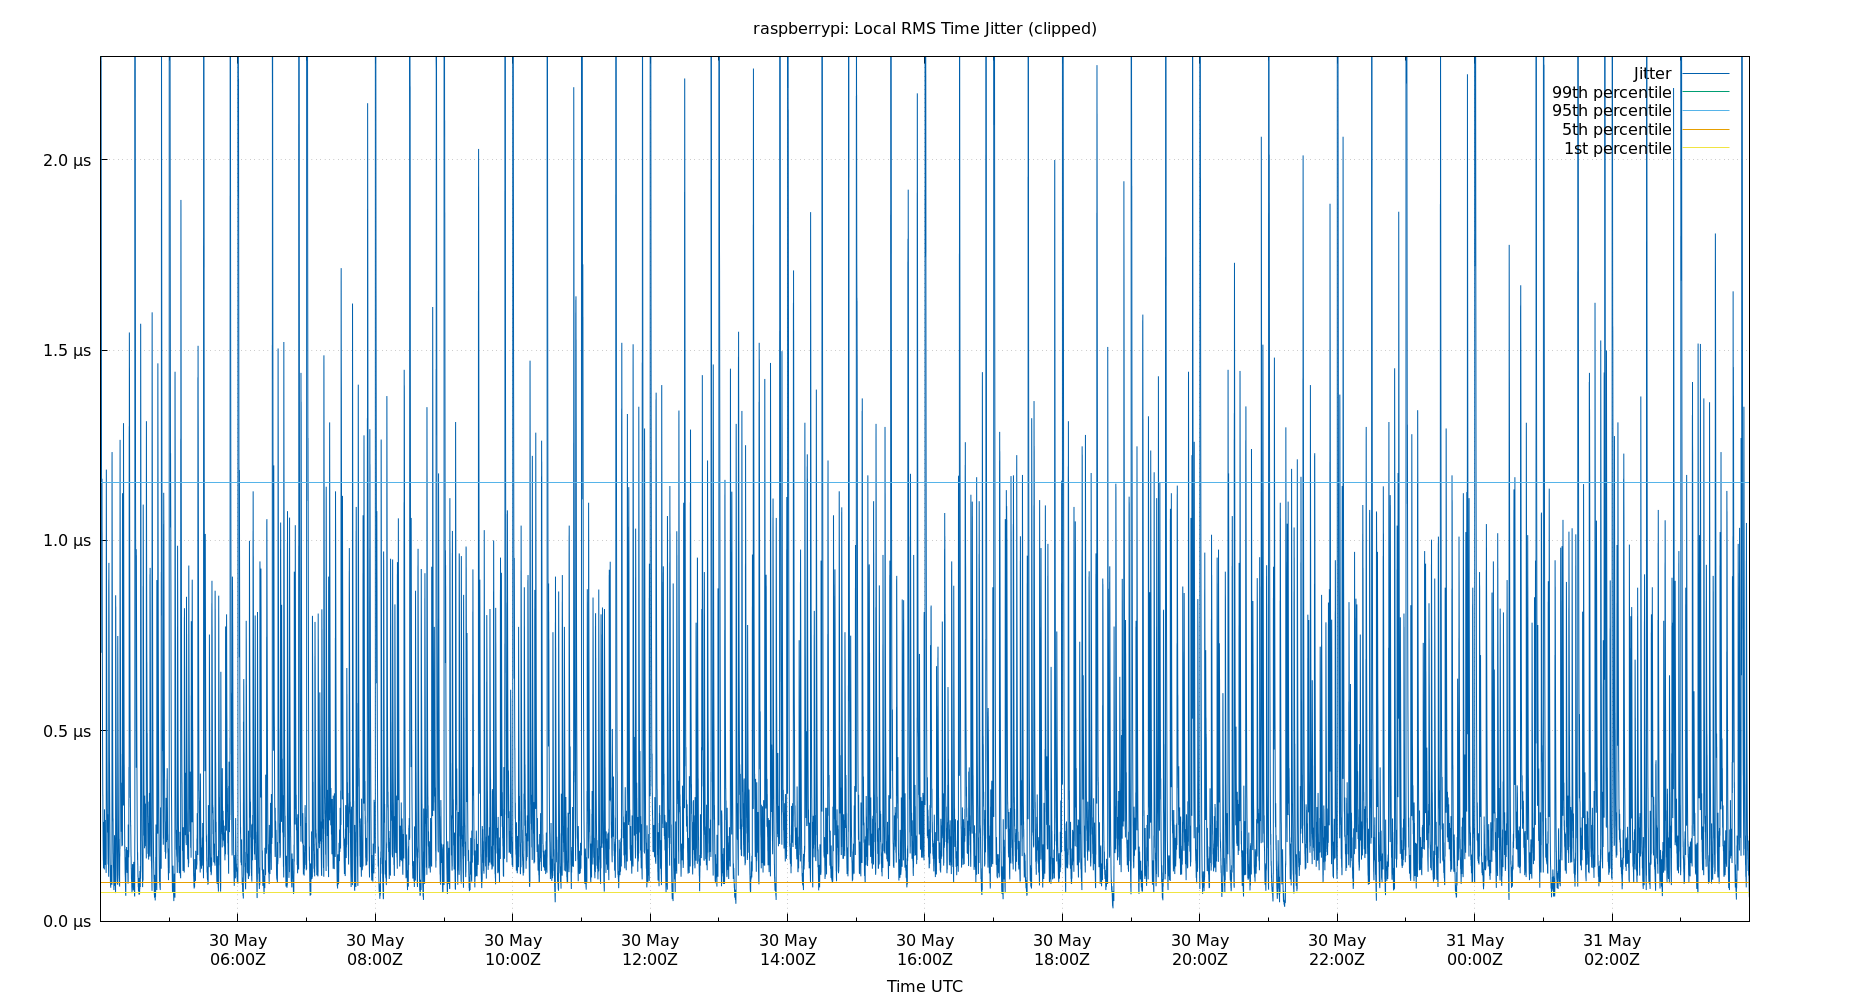 raspberrypi: Local RMS Time Jitter (clipped)
Jitter
99th percentile
95th percentile
5th percentile
1st percentile
2.0 µs
1.5 µs
1.0 µs
0.5 µs
0.0 µs
30 May 30 May 30 May 30 May 30 May 30 May 30 May 30 May 30 May 31 May 31 May
06:00Z 08:00Z 10:00Z 12:00Z 14:00Z 16:00Z 18:00Z 20:00Z 22:00Z 00:00Z 02:00Z
Time UTC